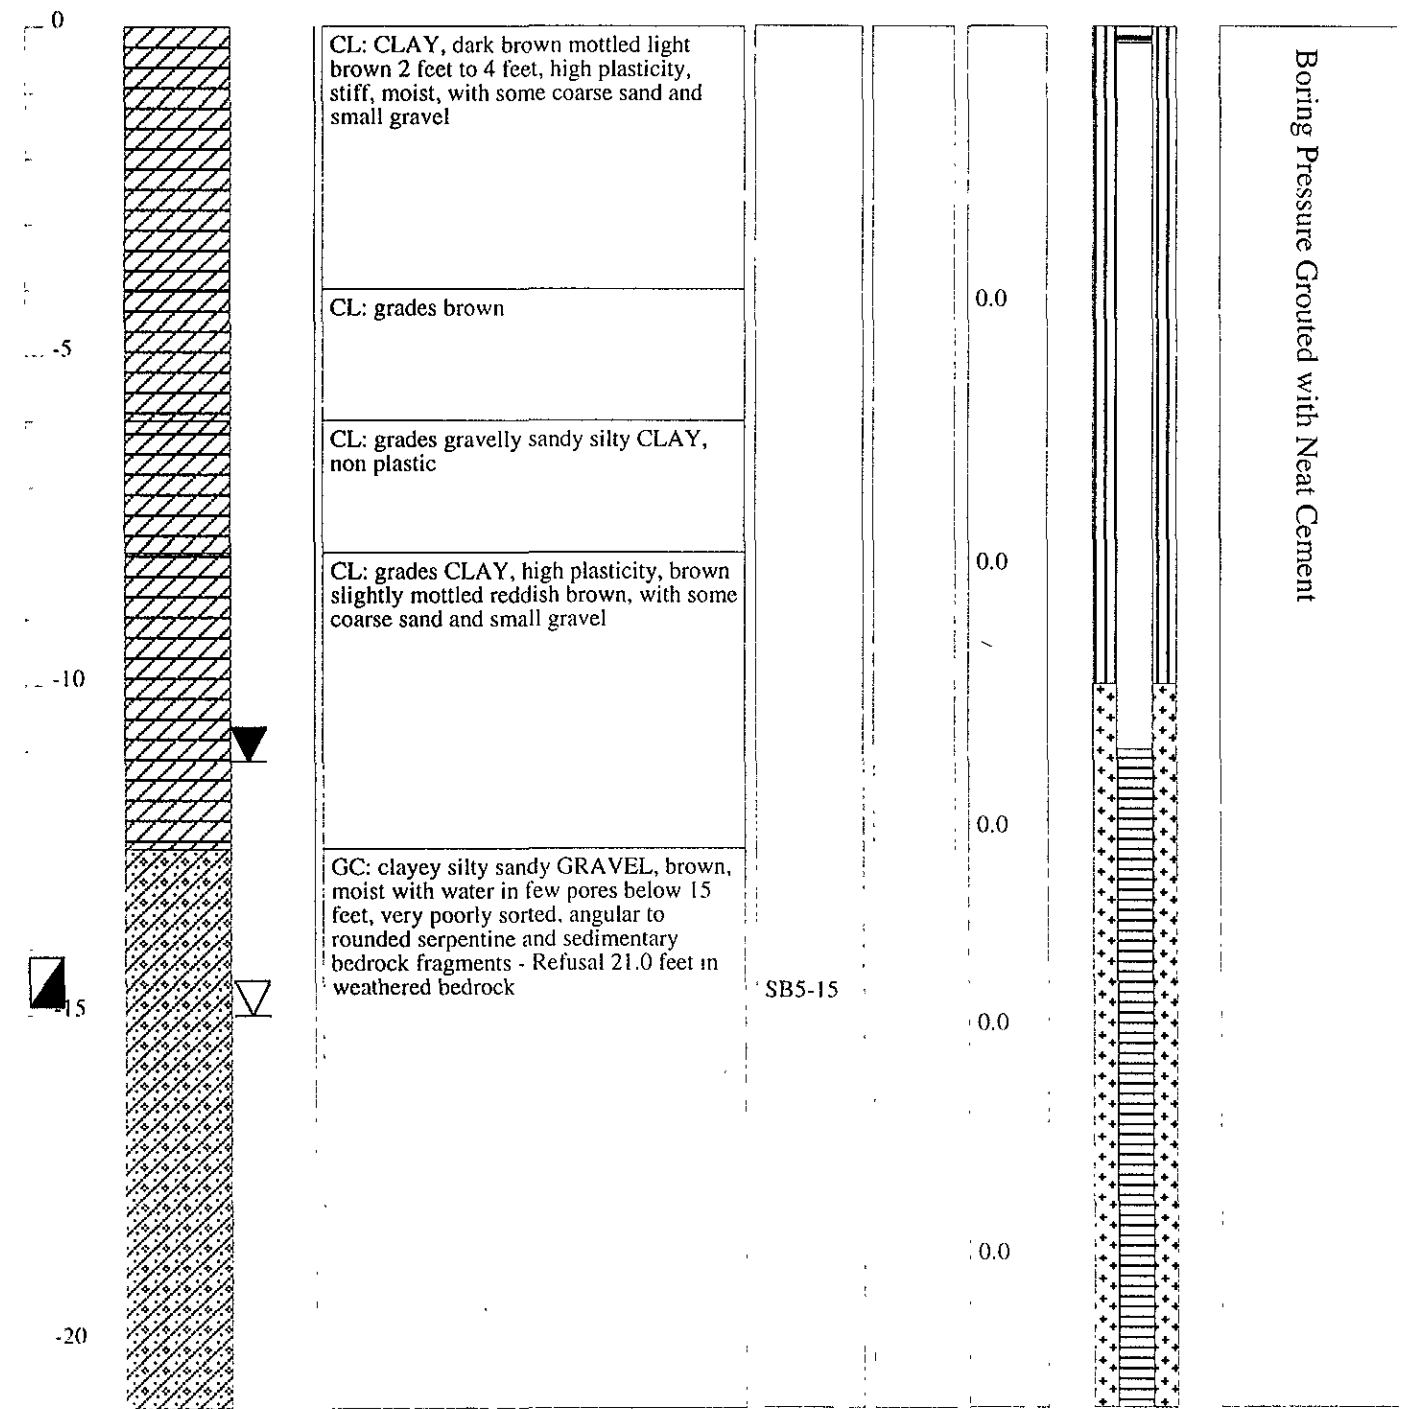 0
CL: CLAY, dark brown mottled light
brown 2 feet to 4 feet, high plasticity,
stiff, moist, with some coarse sand and
small gravel
Boring Pressure Grouted with Neat Cement
CL: grades brown
0.0
-5
CL: grades gravelly sandy silty CLAY,
non plastic
CL: grades CLAY, high plasticity, brown
slightly mottled reddish brown, with some
coarse sand and small gravel
0.0
-10
0.0
GC: clayey silty sandy GRAVEL, brown,
moist with water in few pores below 15
feet, very poorly sorted, angular to
rounded serpentine and sedimentary
bedrock fragments - Refusal 21.0 feet in
weathered bedrock
SB5-15
-15
0.0
0.0
-20